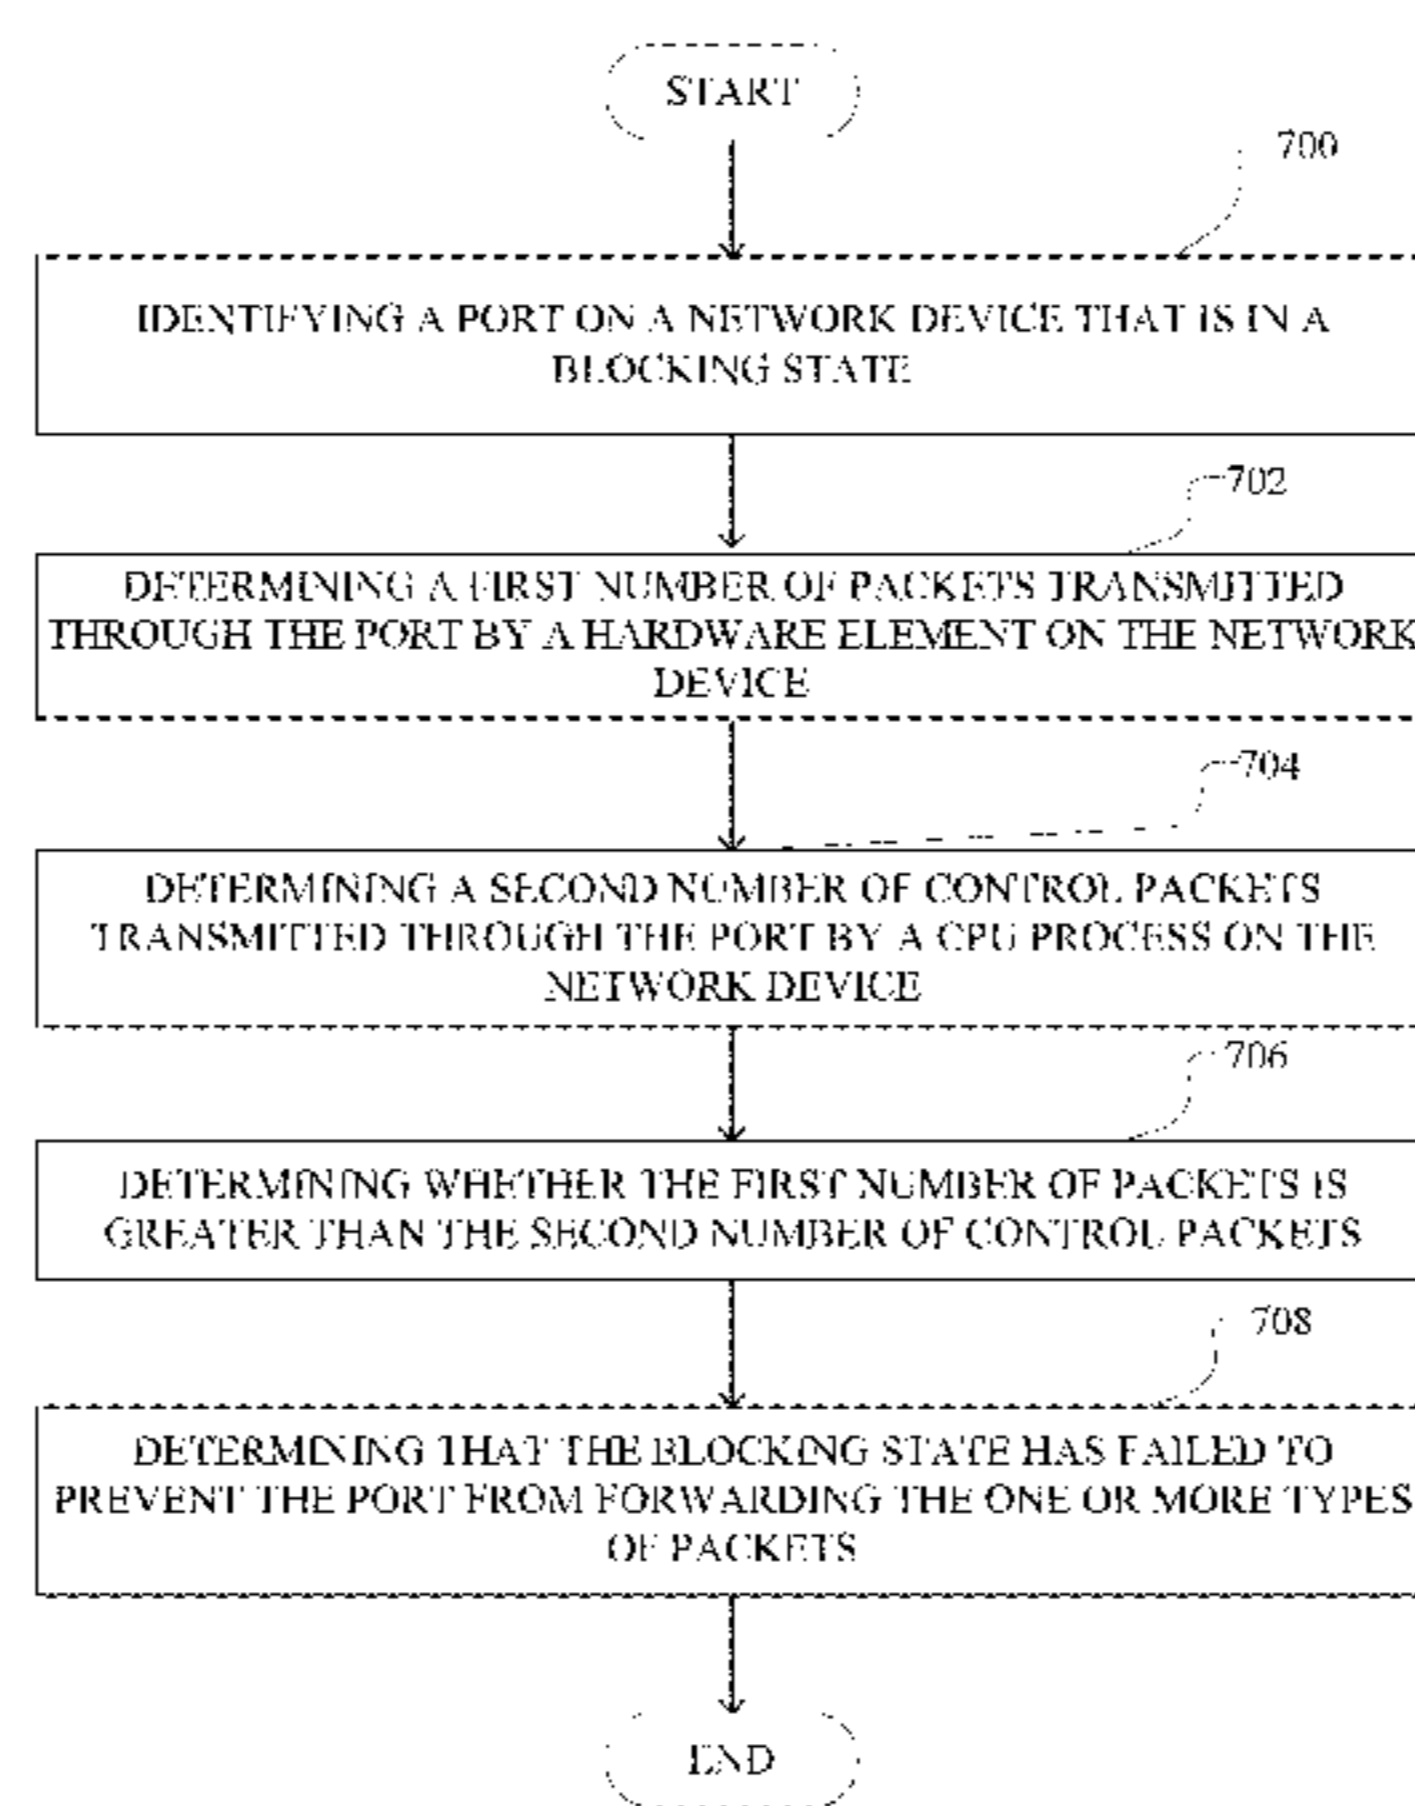 START
700
IDENTIFYING A PORT ON A NETWORK DEVICE THAT IS IN A
BLOCKING STATE
702
DETERMINING A FIRST NUMBER OF PACKETS TRANSMITTED
THROUGH THE PORT BY A HARDWARE ELEMENT ON THE NETWORK
DEVICE
704
DETERMINING A SECOND NUMBER OF CONTROL PACKETS
TRANSMITTED THROUGH THE PORT BY A CPU PROCESS ON THE
NETWORK DEVICE
706
DETERMINING WHETHER THE FIRST NUMBER OF PACKETS IS
GREATER THAN THE SECOND NUMBER OF CONTROL PACKETS
708
DETERMINING THAT THE BLOCKING STATE HAS FAILED TO
PREVENT THE PORT FROM FORWARDING THE ONE OR MORE TYPES
OF PACKETS
END